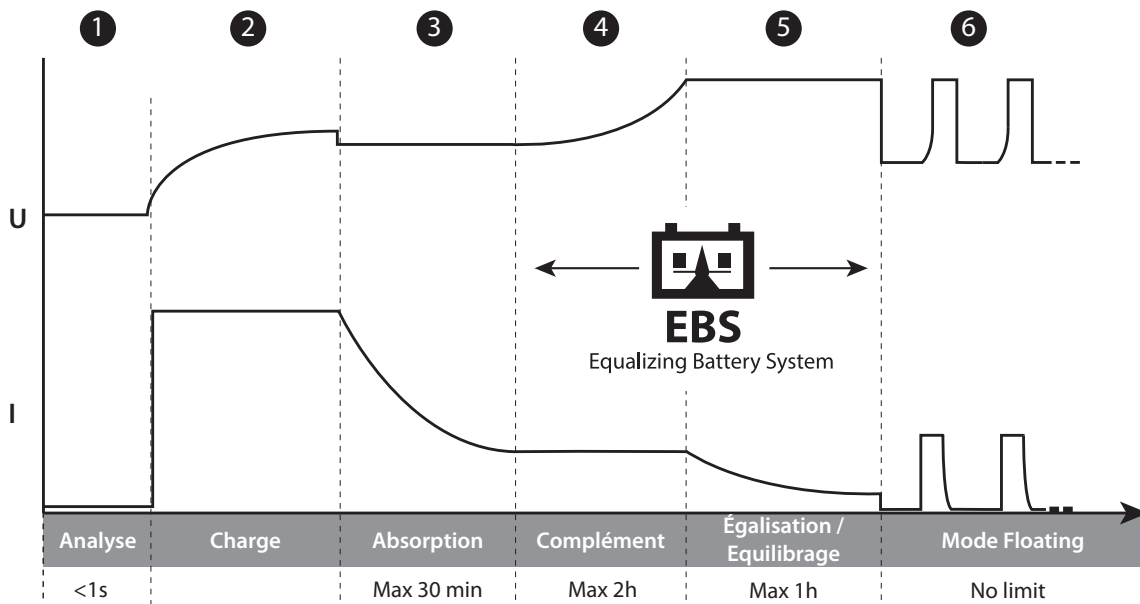 1 2 3 4 5 6
U
EBS
Equalizing Battery System
I
Analyse Charge Absorption Complément Égalisation / Equilibrage Mode Floating
<1s Max 30 min Max 2h Max 1h No limit